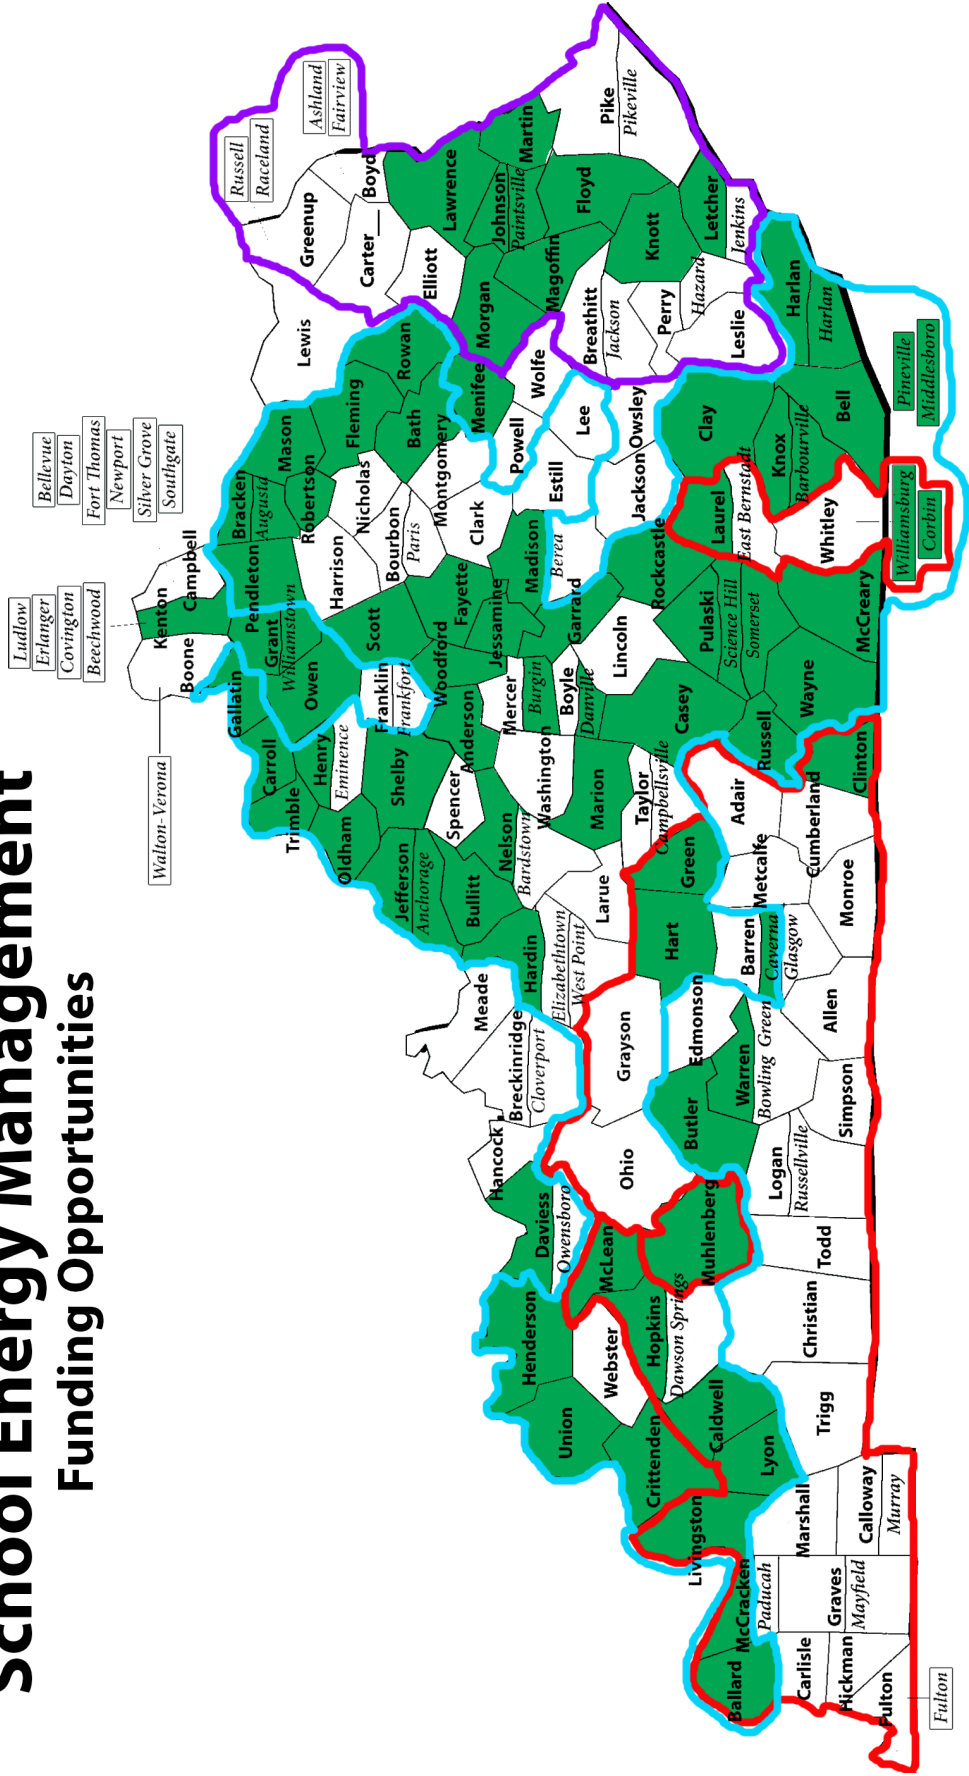 School Energy Management
Funding Opportunities
Ludlow
Erlanger
Covington
Beechwood
Bellevue
Dayton
Fort Thomas
Newport
Silver Grove
Southgate
Walton-Verona
Boone
Kenton
Campbell
Russell
Raceland
Ashland
Fairview
Gallatin
Grant
Williamstown
Pendleton
Bracken
Augusta
Mason
Robertson
Lewis
Greenup
Carter
Boyd
Carroll
Trimble
Henry
Eminence
Owen
Harrison
Nicholas
Fleming
Rowan
Elliott
Lawrence
Oldham
Shelby
Franklin
Frankfort
Scott
Bourbon
Paris
Bath
Montgomery
Menifee
Morgan
Johnson
Paintsville
Martin
Jefferson
Anchorage
Bullitt
Spencer
Anderson
Woodford
Fayette
Clark
Powell
Wolfe
Magoffin
Floyd
Pike
Pikeville
Meade
Breckinridge
Cloverport
Hancock
Hardin
Elizabethtown
West Point
Nelson
Bardstown
Washington
Mercer
Burgin
Jessamine
Madison
Berea
Estill
Lee
Breathitt
Jackson
Knott
Henderson
Daviess
Owensboro
Larue
Marion
Boyle
Danville
Garrard
Lincoln
Rockcastle
Jackson
Owsley
Perry
Hazard
Letcher
Jenkins
Union
Webster
McLean
Ohio
Grayson
Hart
Green
Taylor
Campbellsville
Casey
Pulaski
Science Hill
Somerset
Laurel
East Bernstadt
Clay
Leslie
Crittenden
Hopkins
Dawson Springs
Muhlenberg
Butler
Edmonson
Barren
Caverna
Glasgow
Metcalfe
Adair
Russell
Wayne
McCreary
Whitley
Knox
Barbourville
Bell
Harlan
Harlan
Livingston
Caldwell
Lyon
Warren
Bowling Green
Logan
Russellville
Todd
Christian
Trigg
Simpson
Allen
Monroe
Cumberland
Clinton
Ballard
McCracken
Paducah
Marshall
Calloway
Murray
Graves
Mayfield
Carlisle
Hickman
Fulton
Fulton
Williamsburg
Corbin
Pineville
Middlesboro